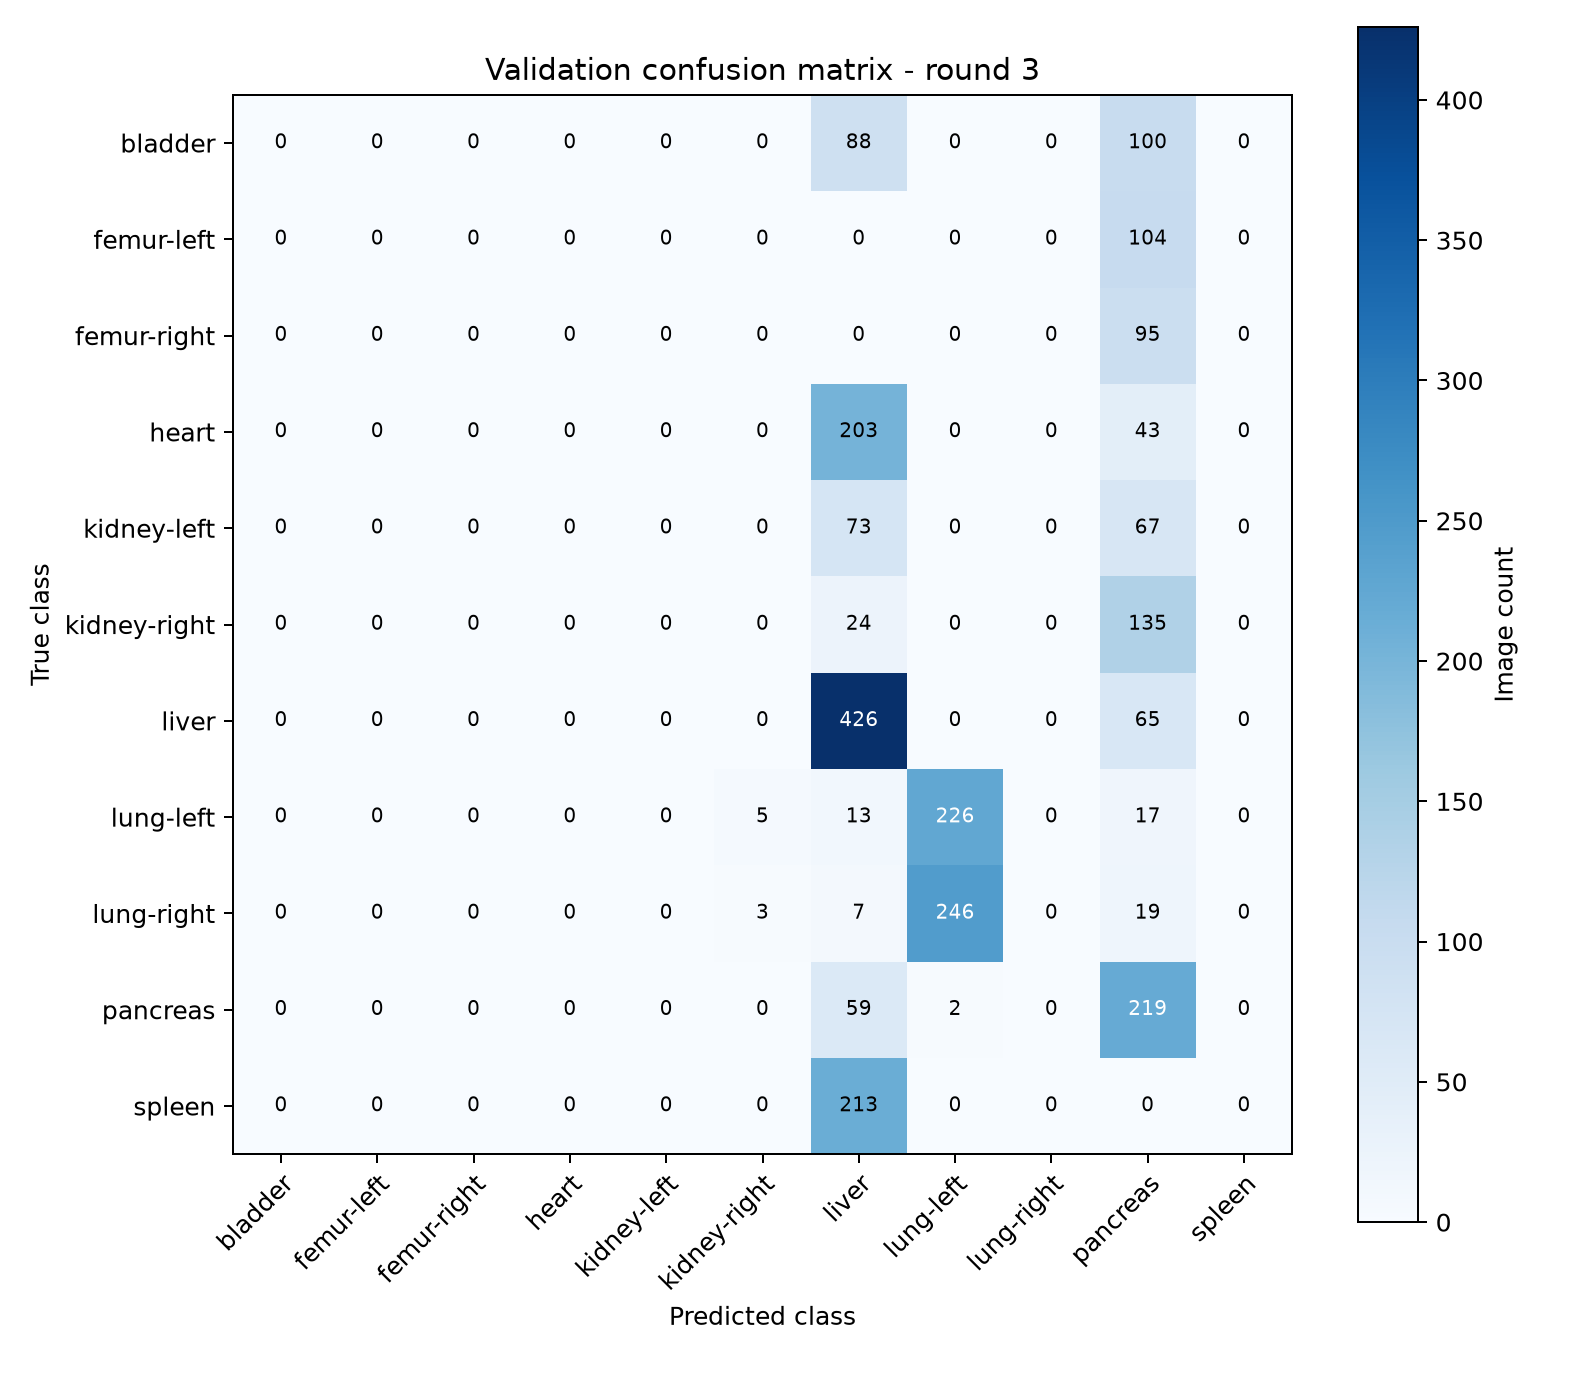 Validation confusion matrix - round 3
bladder 0 0 0 0 0 0 88 0 0 100 0
femur-left 0 0 0 0 0 0 0 0 0 104 0
femur-right 0 0 0 0 0 0 0 0 0 95 0
heart 0 0 0 0 0 0 203 0 0 43 0
kidney-left 0 0 0 0 0 0 73 0 0 67 0
kidney-right 0 0 0 0 0 0 24 0 0 135 0
liver 0 0 0 0 0 0 426 0 0 65 0
lung-left 0 0 0 0 0 5 13 226 0 17 0
lung-right 0 0 0 0 0 3 7 246 0 19 0
pancreas 0 0 0 0 0 0 59 2 0 219 0
spleen 0 0 0 0 0 0 213 0 0 0 0
True class
bladder femur-left femur-right heart kidney-left kidney-right liver lung-left lung-right pancreas spleen
Predicted class
400
350
300
250
200
150
100
50
0
Image count